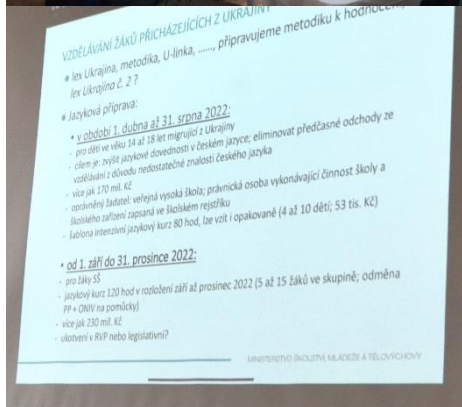 VZDĚLÁVÁNÍ ŽÁKŮ PŘICHÁZEJÍCÍCH Z UKRAJINY
• lex Ukrajina, metodika, U-linka, ......, připravujeme metodiku k hodnocení,
lex Ukrajina č. 2 ?
• Jazyková příprava:
• v období 1. dubna až 31. srpna 2022:
- pro děti ve věku 14 až 18 let migrující z Ukrajiny
- cílem je: zvýšit jazykové dovednosti v českém jazyce; eliminovat předčasné odchody ze
vzdělávání z důvodu nedostatečné znalosti českého jazyka
- více jak 170 mil. Kč
- oprávněný žadatel: veřejná vysoká škola; právnická osoba vykonávající činnost školy a
školského zařízení zapsaná ve školském rejstříku
- šablona intenzivní jazykový kurz 80 hod, lze vzít i opakovaně (4 až 10 dětí; 53 tis. Kč)
• od 1. září do 31. prosince 2022:
- pro žáky SŠ
- jazykový kurz 120 hod v rozložení září až prosinec 2022 (5 až 15 žáků ve skupině; odměna
PP + ONIV na pomůcky)
- více jak 230 mil. Kč
- ukotvení v RVP nebo legislativní?
MINISTERSTVO ŠKOLSTVÍ, MLÁDEŽE A TĚLOVÝCHOVY